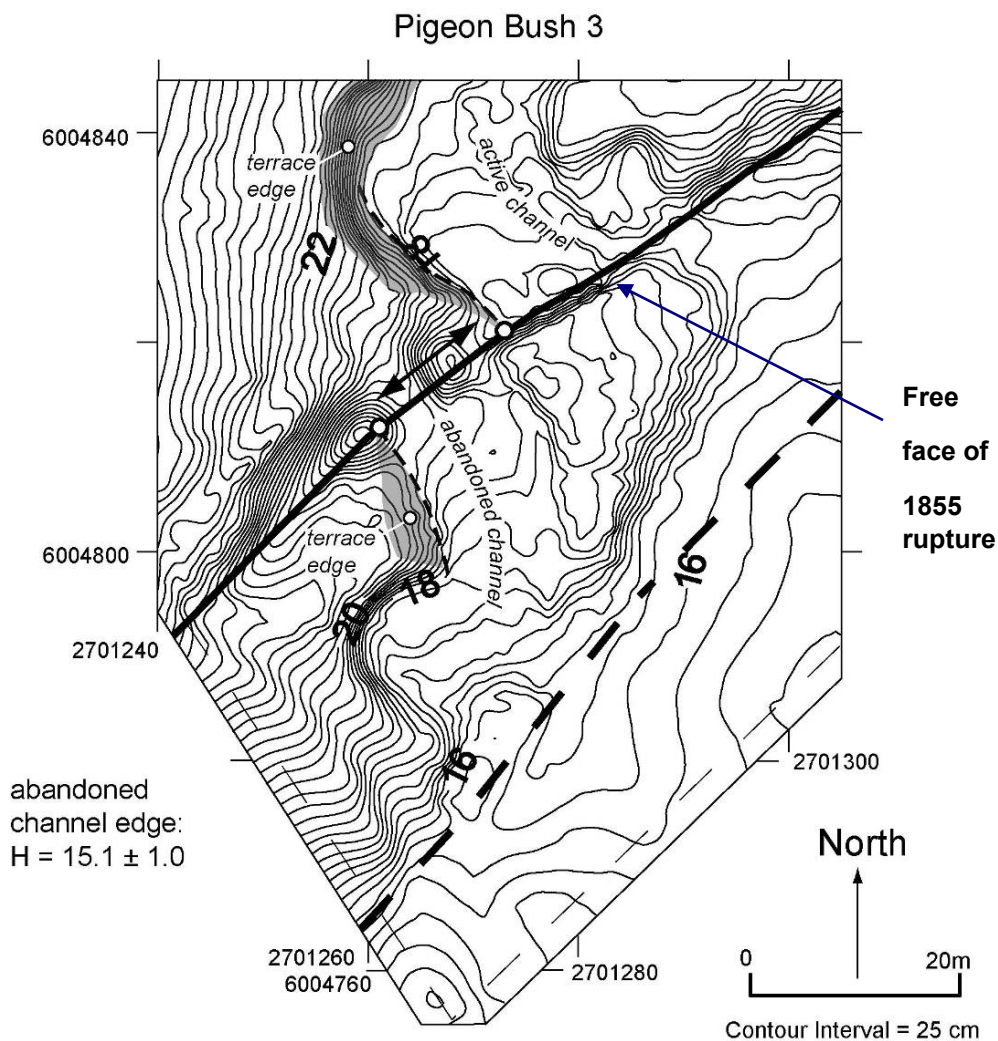 Pigeon Bush 3
6004840
terrace
edge
active channel
22
19
Free
face of
1855
rupture
abandoned channel
terrace
edge
6004800
18
20
16
2701240
16
2701300
abandoned
channel edge:
H = 15.1 ± 1.0
North
2701260
6004760
2701280
0
20m
Contour Interval = 25 cm